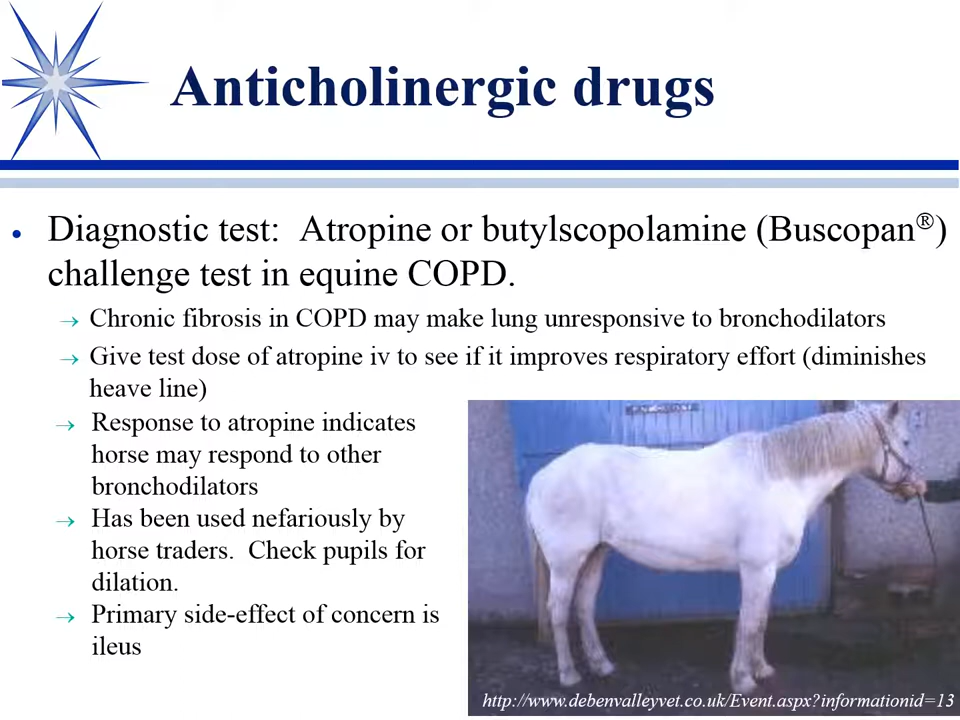 Anticholinergic drugs
• Diagnostic test: Atropine or butylscopolamine (Buscopan®)
challenge test in equine COPD.
→ Chronic fibrosis in COPD may make lung unresponsive to bronchodilators
→ Give test dose of atropine iv to see if it improves respiratory effort (diminishes
heave line)
→ Response to atropine indicates
horse may respond to other
bronchodilators
→ Has been used nefariously by
horse traders. Check pupils for
dilation.
→ Primary side-effect of concern is
ileus
http://www.debenvalleyvet.co.uk/Event.aspx?informationid=13